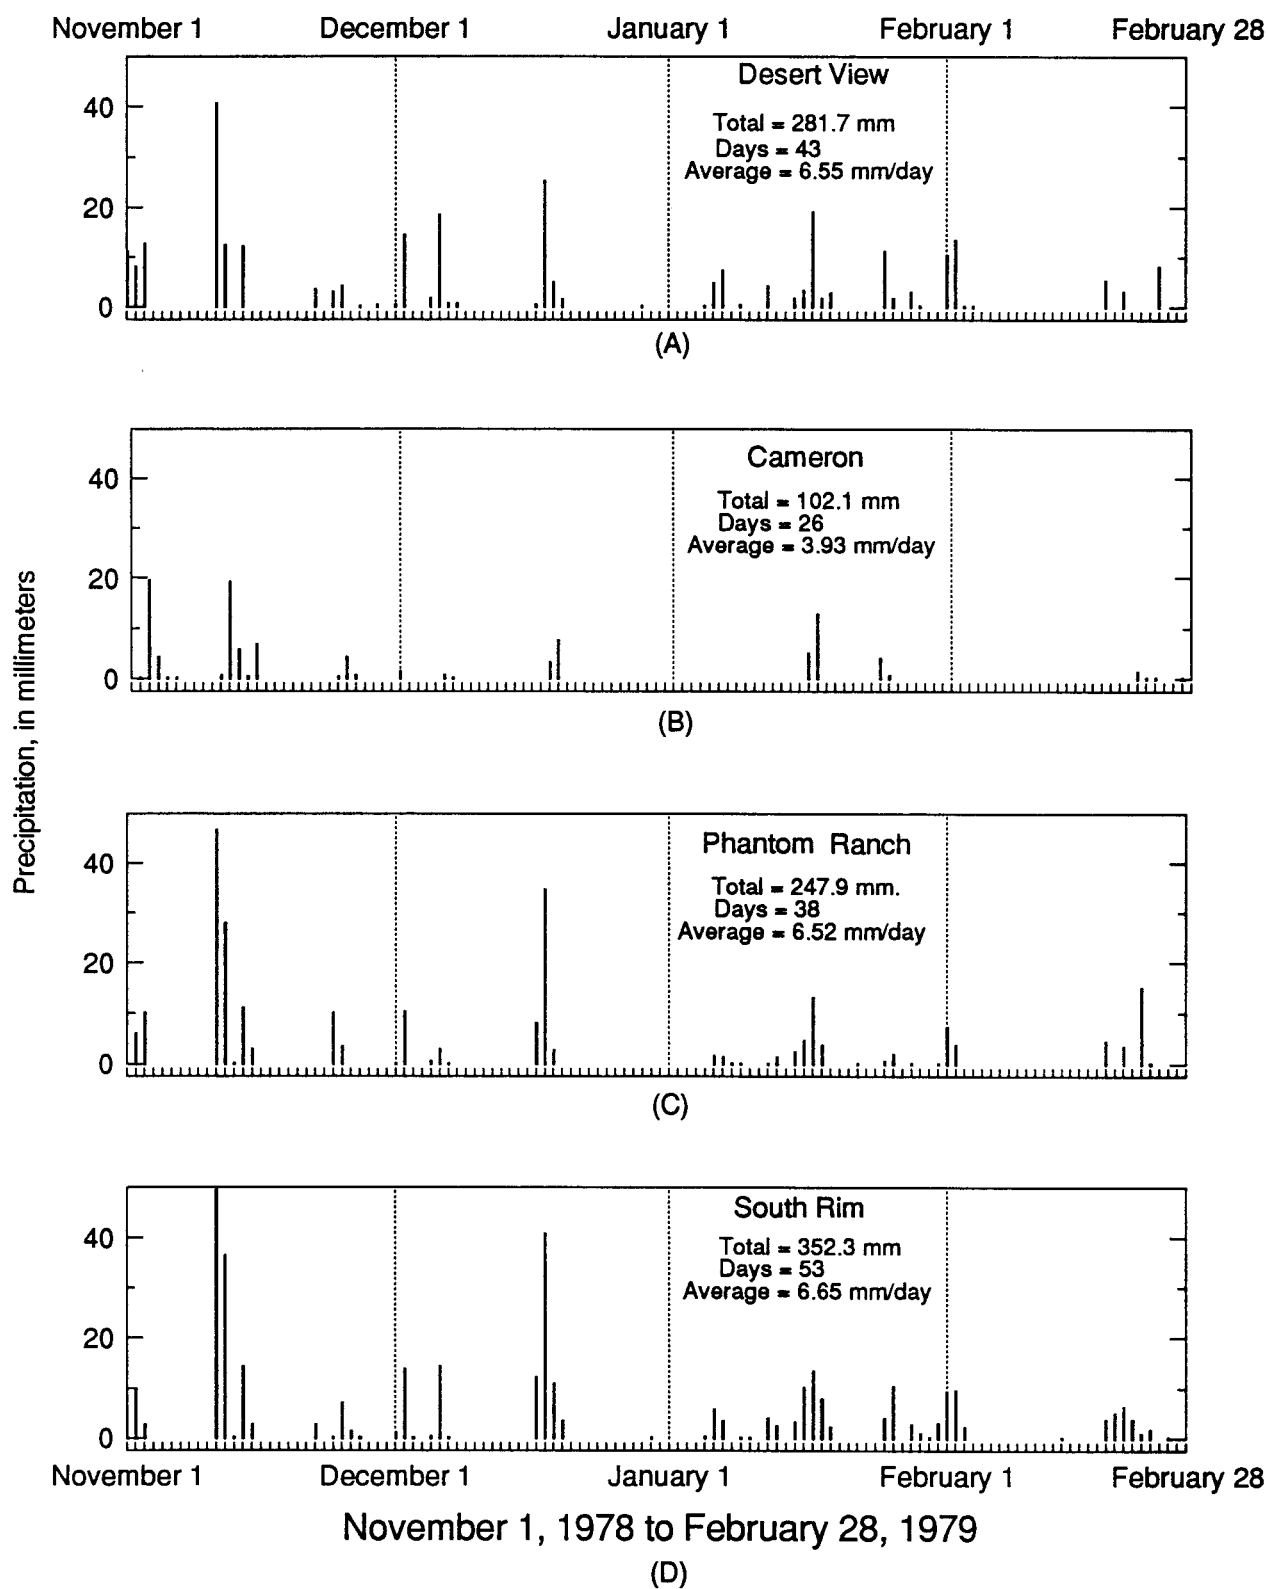 November 1 December 1 January 1 February 1 February 28
Desert View
Total = 281.7 mm
Days = 43
Average = 6.55 mm/day
40
20
0
(A)
Cameron
Total = 102.1 mm
Days = 26
Average = 3.93 mm/day
40
20
0
(B)
Precipitation, in millimeters
Phantom Ranch
Total = 247.9 mm.
Days = 38
Average = 6.52 mm/day
40
20
0
(C)
South Rim
Total = 352.3 mm
Days = 53
Average = 6.65 mm/day
40
20
0
November 1 December 1 January 1 February 1 February 28
November 1, 1978 to February 28, 1979
(D)